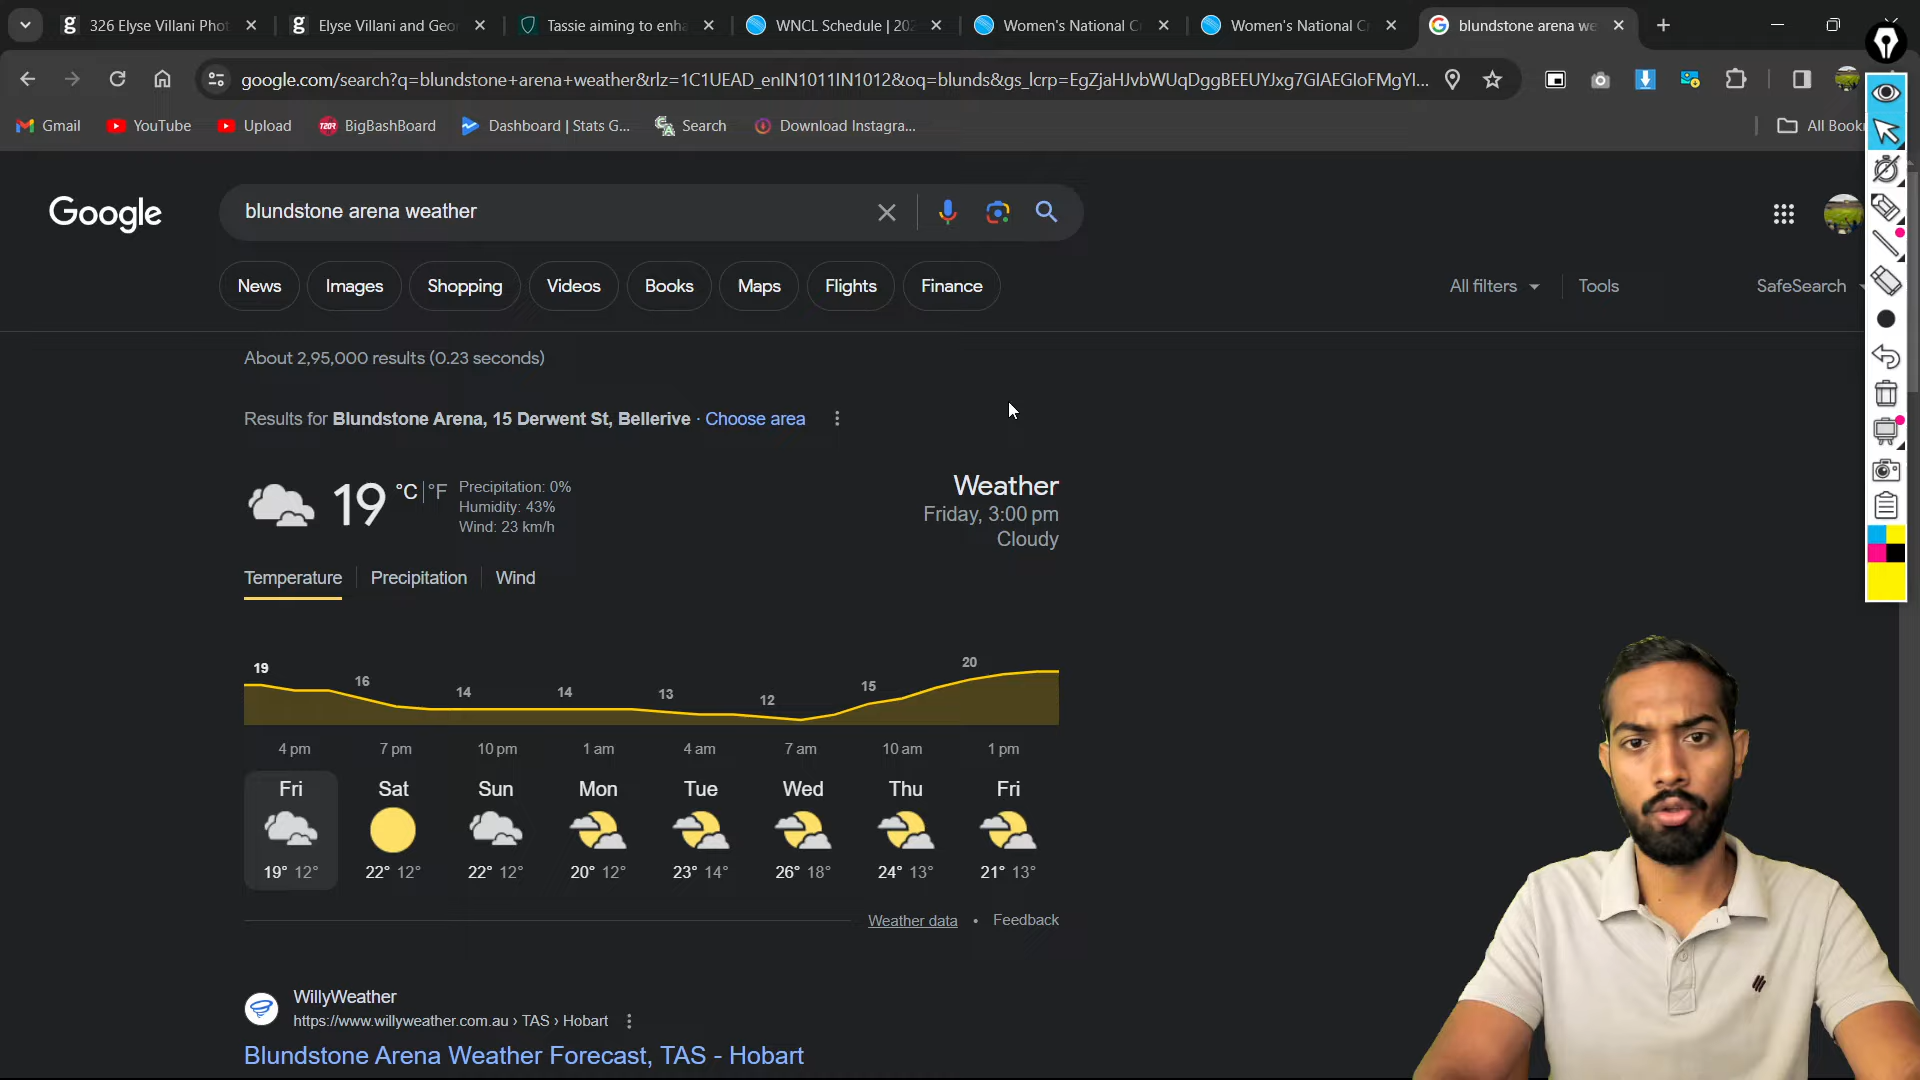 326 Elyse Villani Phot
Elyse Villani and Geor
Tassie aiming to enha
WNCL Schedule | 202
Women's National C
Women's National C
blundstone arena we
google.com/search?q=blundstone+arena+weather&rlz=1C1UEAD_enIN1011IN1012&oq=blunds&gs_lcrp=EgZjaHJvbWUqDggBEEUYJxg7GIAEGIoFMgYI...
Gmail
YouTube
Upload
BigBashBoard
Dashboard | Stats G...
Search
Download Instagra...
All Book
Google
blundstone arena weather
News
Images
Shopping
Videos
Books
Maps
Flights
Finance
All filters
Tools
SafeSearch
About 2,95,000 results (0.23 seconds)
Results for Blundstone Arena, 15 Derwent St, Bellerive · Choose area
19 °C | °F
Precipitation: 0%
Humidity: 43%
Wind: 23 km/h
Weather
Friday, 3:00 pm
Cloudy
Temperature
Precipitation
Wind
19 16 14 14 13 12 15 20
4 pm 7 pm 10 pm 1 am 4 am 7 am 10 am 1 pm
Fri Sat Sun Mon Tue Wed Thu Fri
19° 12° 22° 12° 22° 12° 20° 12° 23° 14° 26° 18° 24° 13° 21° 13°
Weather data • Feedback
WillyWeather
https://www.willyweather.com.au › TAS › Hobart
Blundstone Arena Weather Forecast, TAS - Hobart